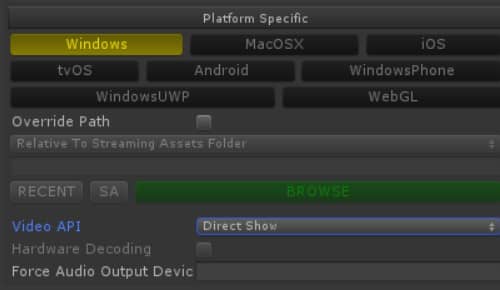 Platform Specific
Windows MacOSX iOS
tvOS Android WindowsPhone
WindowsUWP WebGL
Override Path
Relative To Streaming Assets Folder
RECENT SA BROWSE
Video API Direct Show
Hardware Decoding
Force Audio Output Devic